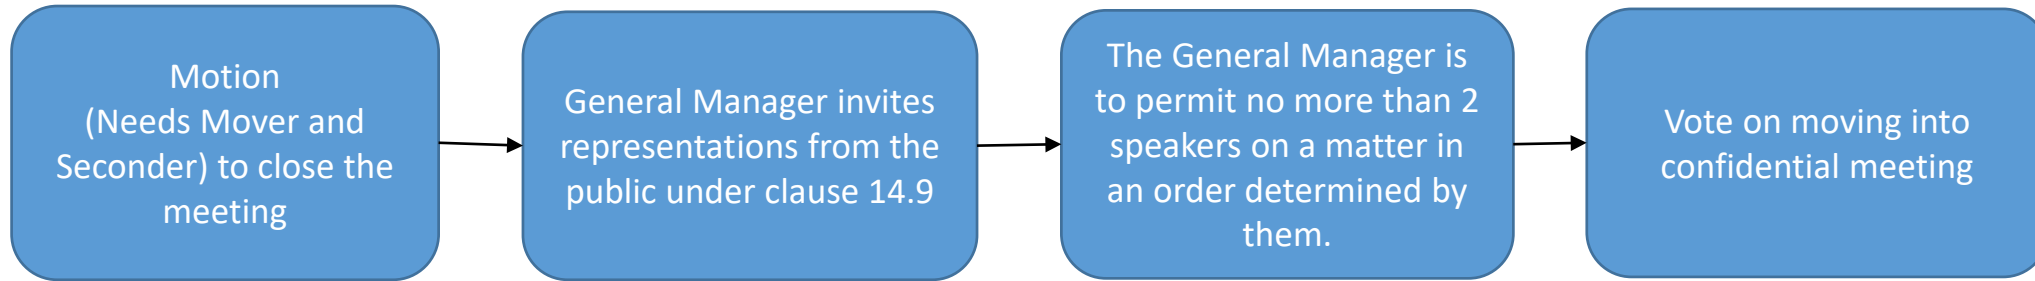 Motion
(Needs Mover and
Seconder) to close the
meeting
General Manager invites
representations from the
public under clause 14.9
The General Manager is
to permit no more than 2
speakers on a matter in
an order determined by
them.
Vote on moving into
confidential meeting